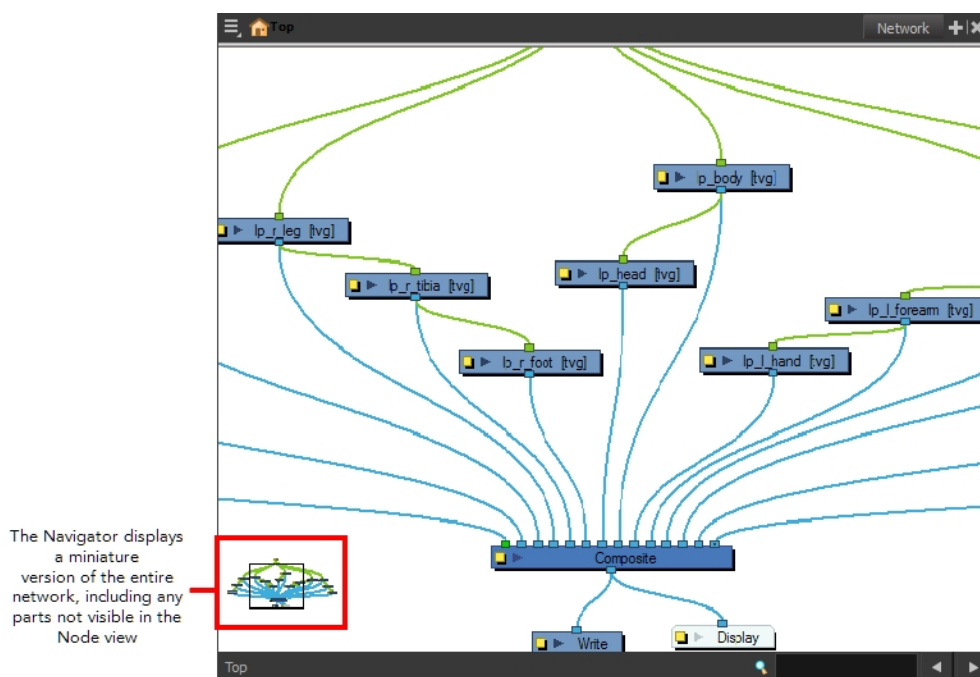 Top
Network
lp_body [tvg]
lp_r_leg [tvg]
lp_head [tvg]
lp_r_tibia [tvg]
lp_l_forearm [tvg]
lp_r_foot [tvg]
lp_l_hand [tvg]
The Navigator displays
a miniature
version of the entire
network, including any
parts not visible in the
Node view
Composite
Write
Display
Top